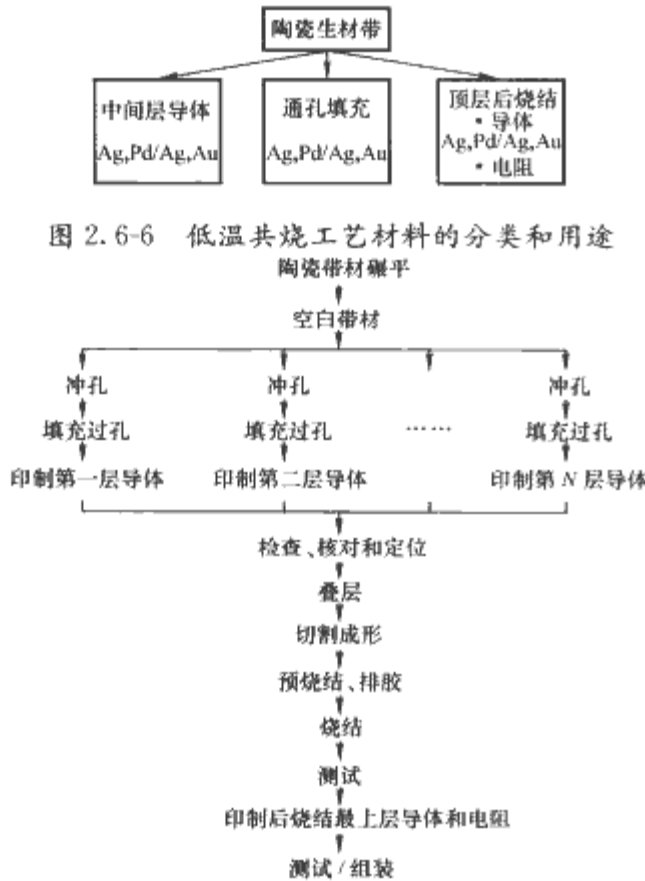 陶瓷生材带
中间层导体
Ag,Pd/Ag,Au
通孔填充
Ag,Pd/Ag,Au
顶层后烧结
• 导体
Ag,Pd/Ag,Au
• 电阻
图 2.6-6 低温共烧工艺材料的分类和用途
陶瓷带材碾平
空白带材
冲孔 冲孔 冲孔
填充过孔 填充过孔 …… 填充过孔
印制第一层导体 印制第二层导体 印制第 N 层导体
检查、核对和定位
叠层
切割成形
预烧结、排胶
烧结
测试
印制后烧结最上层导体和电阻
测试/组装